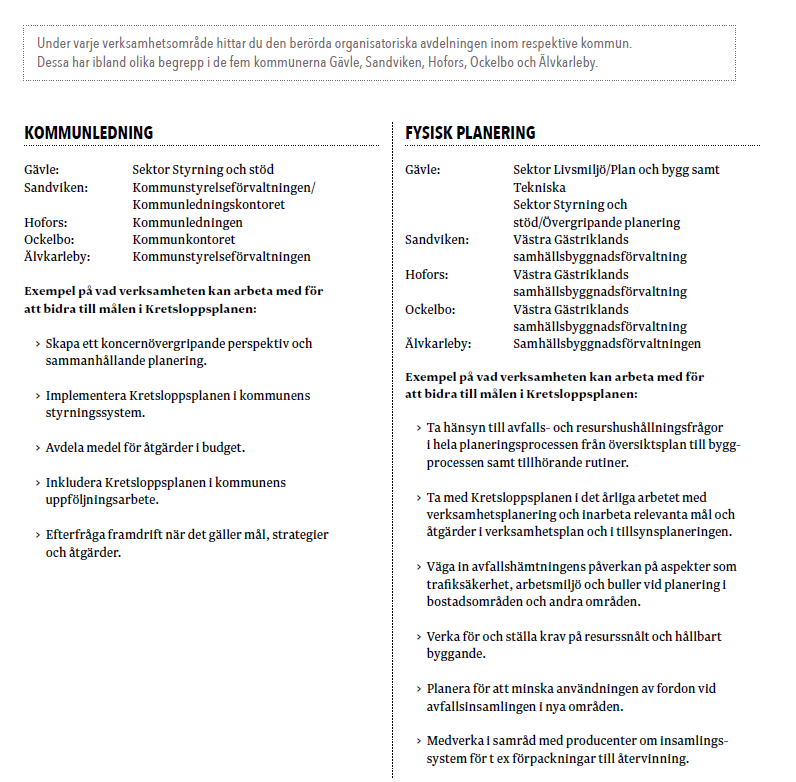 Under varje verksamhetsområde hittar du den berörda organisatoriska avdelningen inom respektive kommun.
Dessa har ibland olika begrepp i de fem kommunerna Gävle, Sandviken, Hofors, Ockelbo och Älvkarleby.
KOMMUNLEDNING
Gävle: Sektor Styrning och stöd
Sandviken: Kommunstyrelseförvaltningen/
Kommunledningskontoret
Hofors: Kommunledningen
Ockelbo: Kommunkontoret
Älvkarleby: Kommunstyrelseförvaltningen
Exempel på vad verksamheten kan arbeta med för
att bidra till målen i Kretsloppsplanen:
› Skapa ett koncernövergripande perspektiv och
sammanhållande planering.
› Implementera Kretsloppsplanen i kommunens
styrningssystem.
› Avdela medel för åtgärder i budget.
› Inkludera Kretsloppsplanen i kommunens
uppföljningsarbete.
› Efterfråga framdrift när det gäller mål, strategier
och åtgärder.
FYSISK PLANERING
Gävle: Sektor Livsmiljö/Plan och bygg samt
Tekniska
Sektor Styrning och
stöd/Övergripande planering
Sandviken: Västra Gästriklands
samhällsbyggnadsförvaltning
Hofors: Västra Gästriklands
samhällsbyggnadsförvaltning
Ockelbo: Västra Gästriklands
samhällsbyggnadsförvaltning
Älvkarleby: Samhällsbyggnadsförvaltningen
Exempel på vad verksamheten kan arbeta med för
att bidra till målen i Kretsloppsplanen:
› Ta hänsyn till avfalls- och resurshushållningsfrågor
i hela planeringsprocessen från översiktsplan till bygg-
processen samt tillhörande rutiner.
› Ta med Kretsloppsplanen i det årliga arbetet med
verksamhetsplanering och inarbeta relevanta mål och
åtgärder i verksamhetsplan och i tillsynsplaneringen.
› Väga in avfallshämtningens påverkan på aspekter som
trafiksäkerhet, arbetsmiljö och buller vid planering i
bostadsområden och andra områden.
› Verka för och ställa krav på resurssnålt och hållbart
byggande.
› Planera för att minska användningen av fordon vid
avfallsinsamlingen i nya områden.
› Medverka i samråd med producenter om insamlings-
system för t ex förpackningar till återvinning.